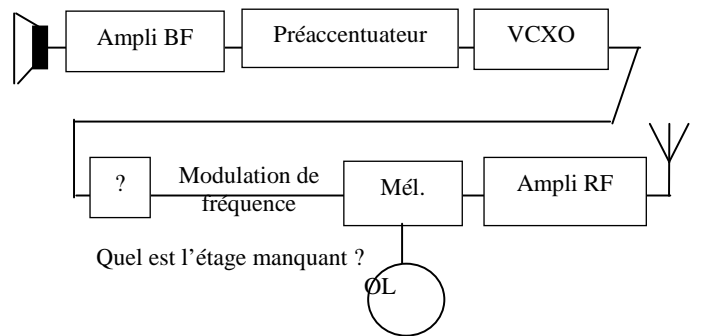 Ampli BF
Préaccentuateur
VCXO
?
Modulation de
fréquence
Mél.
Ampli RF
Quel est l’étage manquant ?
OL